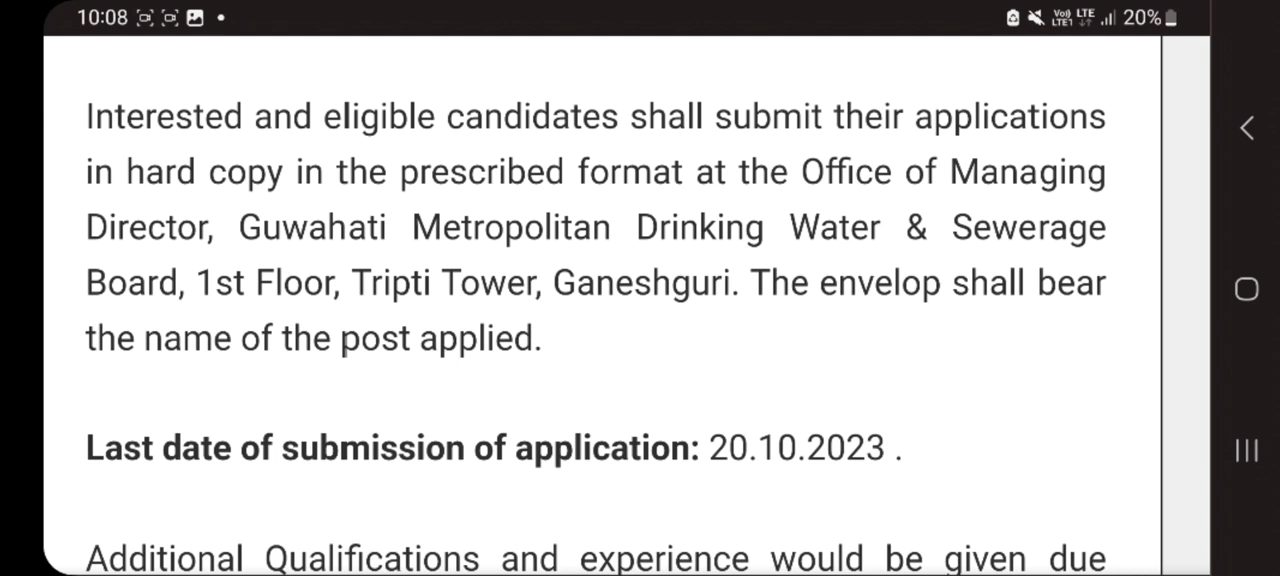 10:08
Vo) LTE
LTE1
20%
Interested and eligible candidates shall submit their applications
in hard copy in the prescribed format at the Office of Managing
Director, Guwahati Metropolitan Drinking Water & Sewerage
Board, 1st Floor, Tripti Tower, Ganeshguri. The envelop shall bear
the name of the post applied.
Last date of submission of application: 20.10.2023 .
Additional Qualifications and experience would be given due